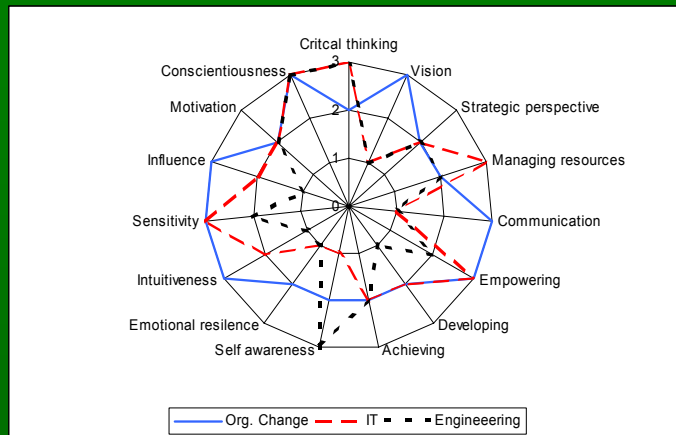 Critcal thinking
Vision
Strategic perspective
Managing resources
Communication
Empowering
Developing
Achieving
Self awareness
Emotional resilence
Intuitiveness
Sensitivity
Influence
Motivation
Conscientiousness
3
2
1
0
Org. Change IT Engineeering